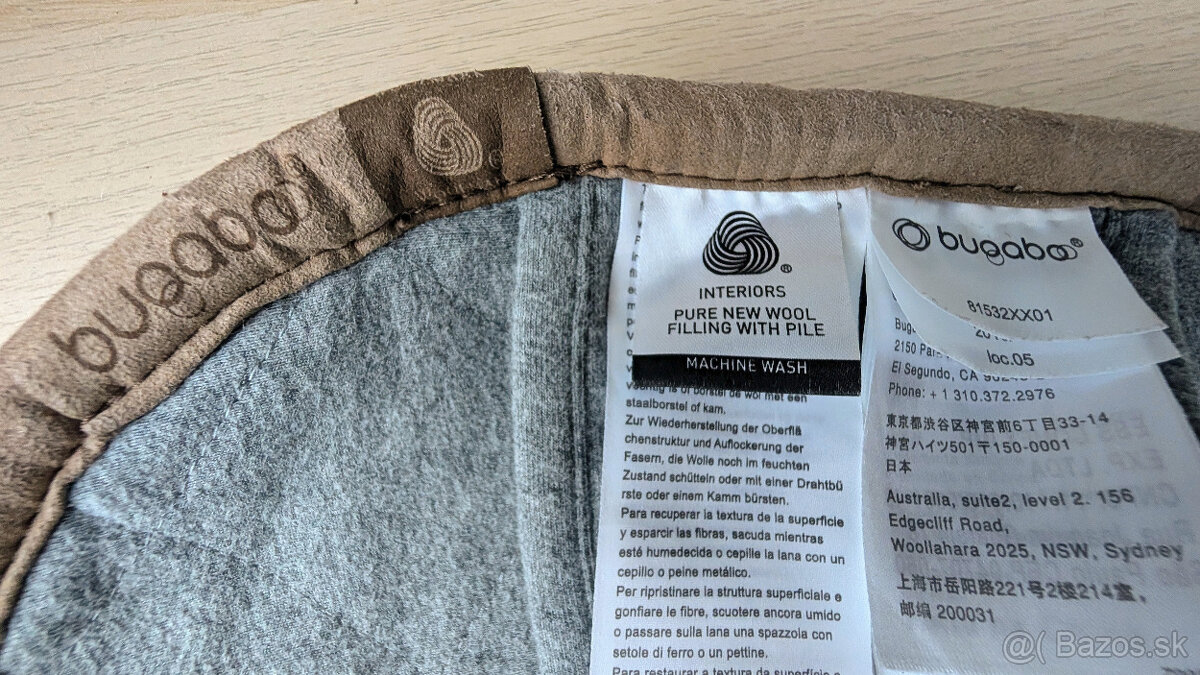 bugaboo®
®
®
INTERIORS
PURE NEW WOOL
FILLING WITH PILE
MACHINE WASH
staalborstel of kam.
Zur Wiederherstellung der Oberflä
chenstruktur und Auflockerung der
Fasern, die Wolle noch im feuchten
Zustand schütteln oder mit einer Drahtbü
rste oder einem Kamm bürsten.
Para recuperar la textura de la superficie
y esparcir las fibras, sacuda mientras
esté humedecida o cepille la lana con un
cepillo o peine metálico.
Per ripristinare la struttura superficiale e
gonfiare le fibre, scuotere ancora umido
o passare sulla lana una spazzola con
setole di ferro o un pettine.
Para restaurar a textura da superfície e
bugaboo®
81532XX01
loc.05
2150
El Segundo, CA
Phone: + 1 310.372.2976
東京都渋谷区神宮前6丁目33-14
神宮ハイツ501〒150-0001
日本
Australia, suite2, level 2. 156
Edgecliff Road,
Woollahara 2025, NSW, Sydney
上海市岳阳路221号2楼214室,
邮编 200031
@( Bazos.sk